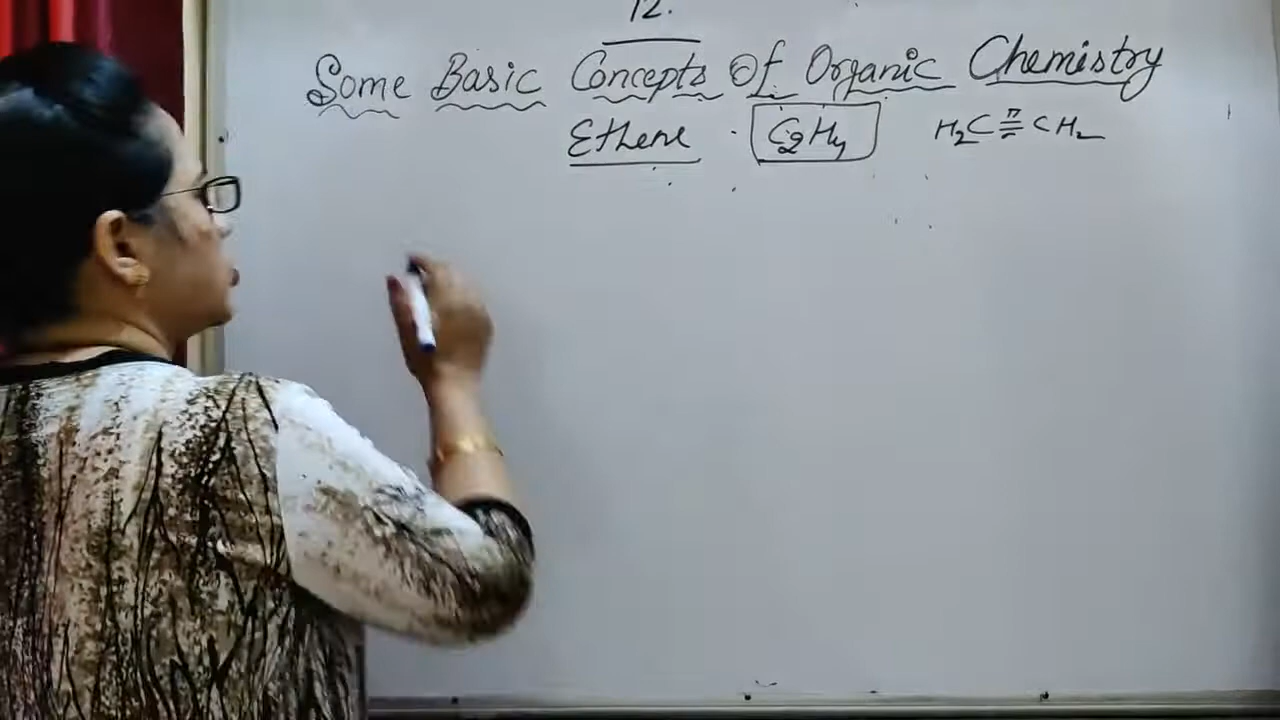 12.
Some Basic Concepts Of Organic Chemistry
Ethene . C2H4 H2C=CH2